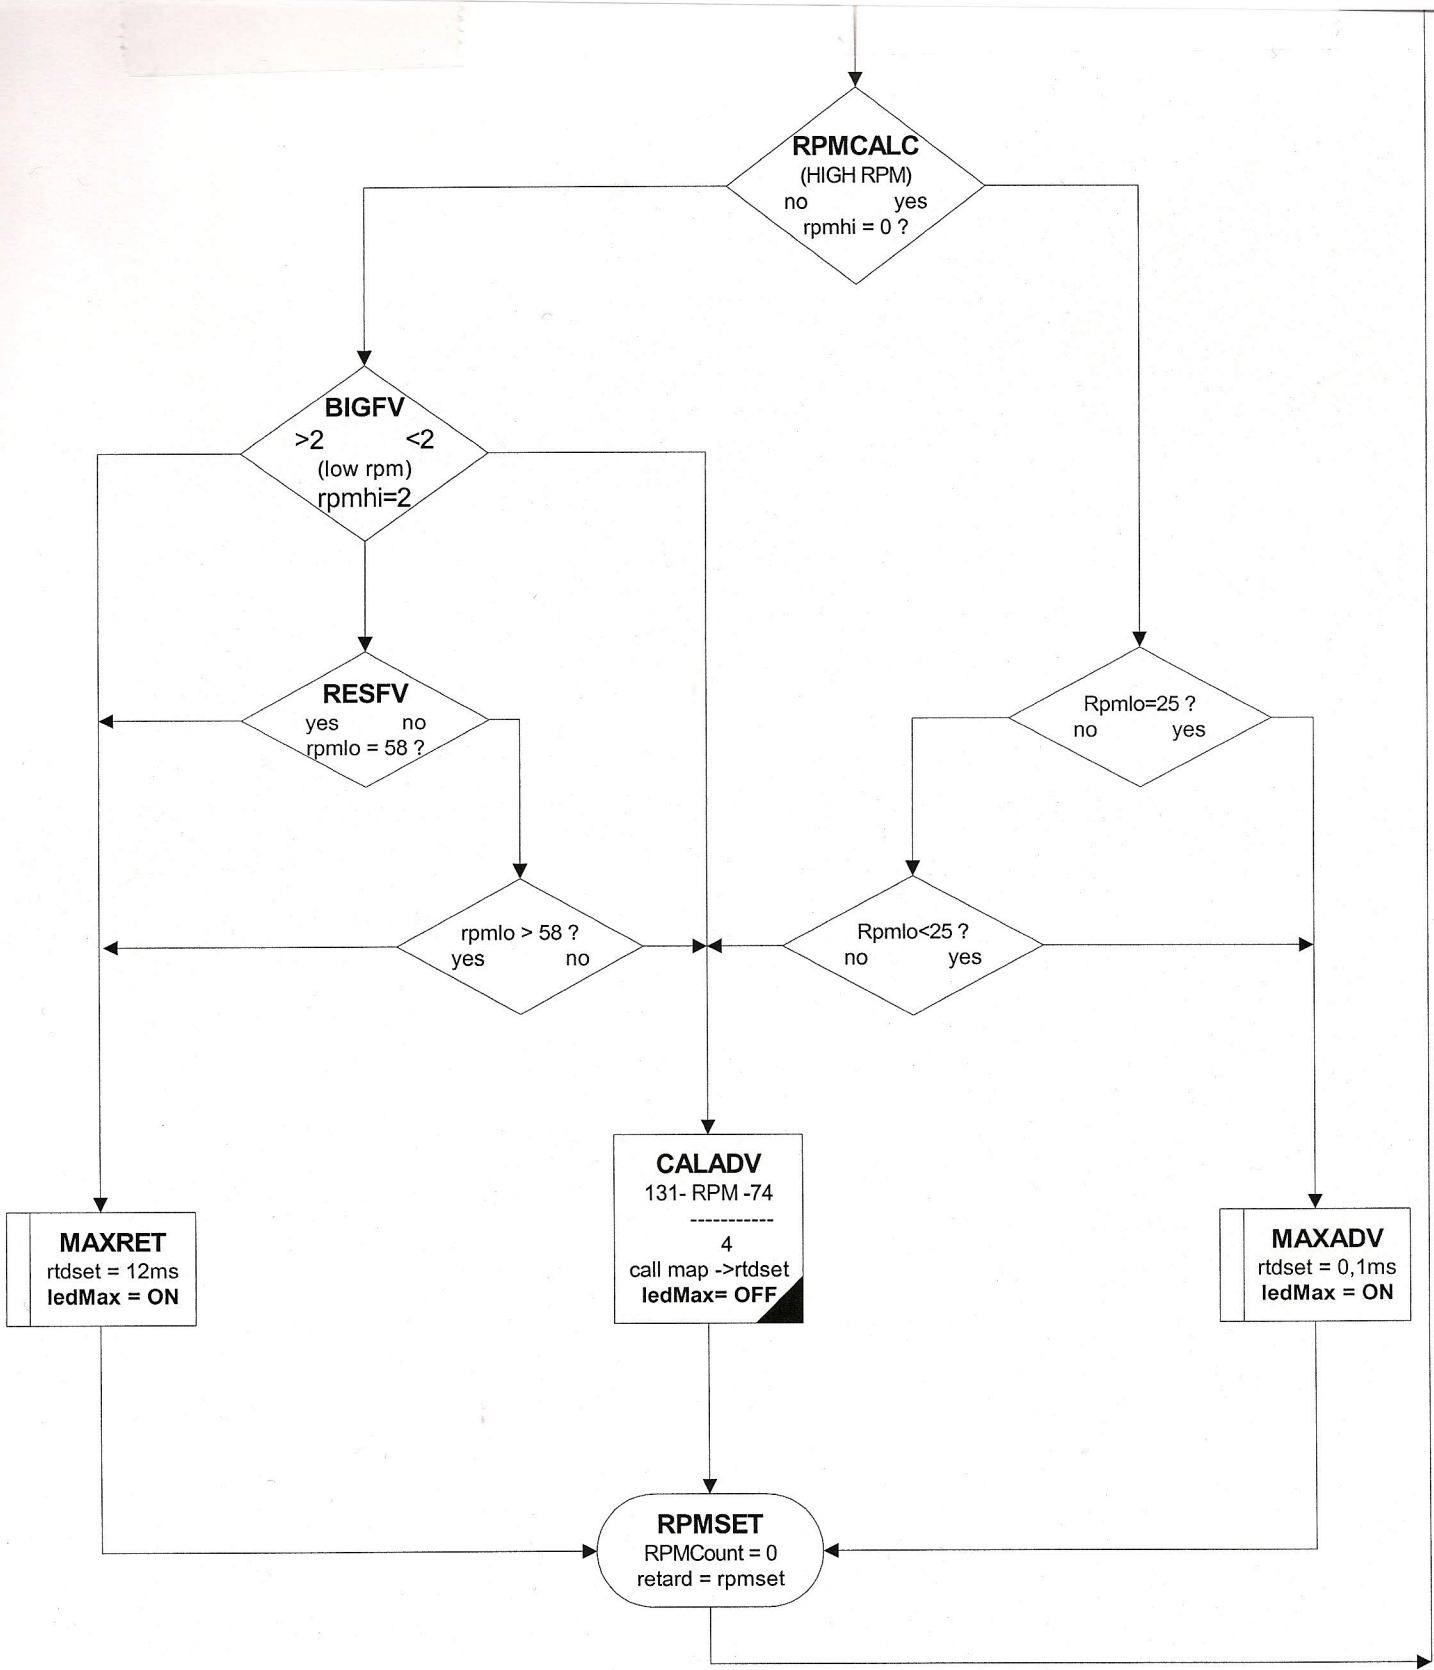 RPMCALC
(HIGH RPM)
no yes
rpmhi = 0 ?
BIGFV
>2 <2
(low rpm)
rpmhi=2
RESFV
yes no
rpmlo = 58 ?
Rpmlo=25 ?
no yes
rpmlo > 58 ?
yes no
Rpmlo<25 ?
no yes
CALADV
131- RPM -74
-----------
4
call map ->rtdset
ledMax= OFF
MAXRET
rtdset = 12ms
ledMax = ON
MAXADV
rtdset = 0,1ms
ledMax = ON
RPMSET
RPMCount = 0
retard = rpmset